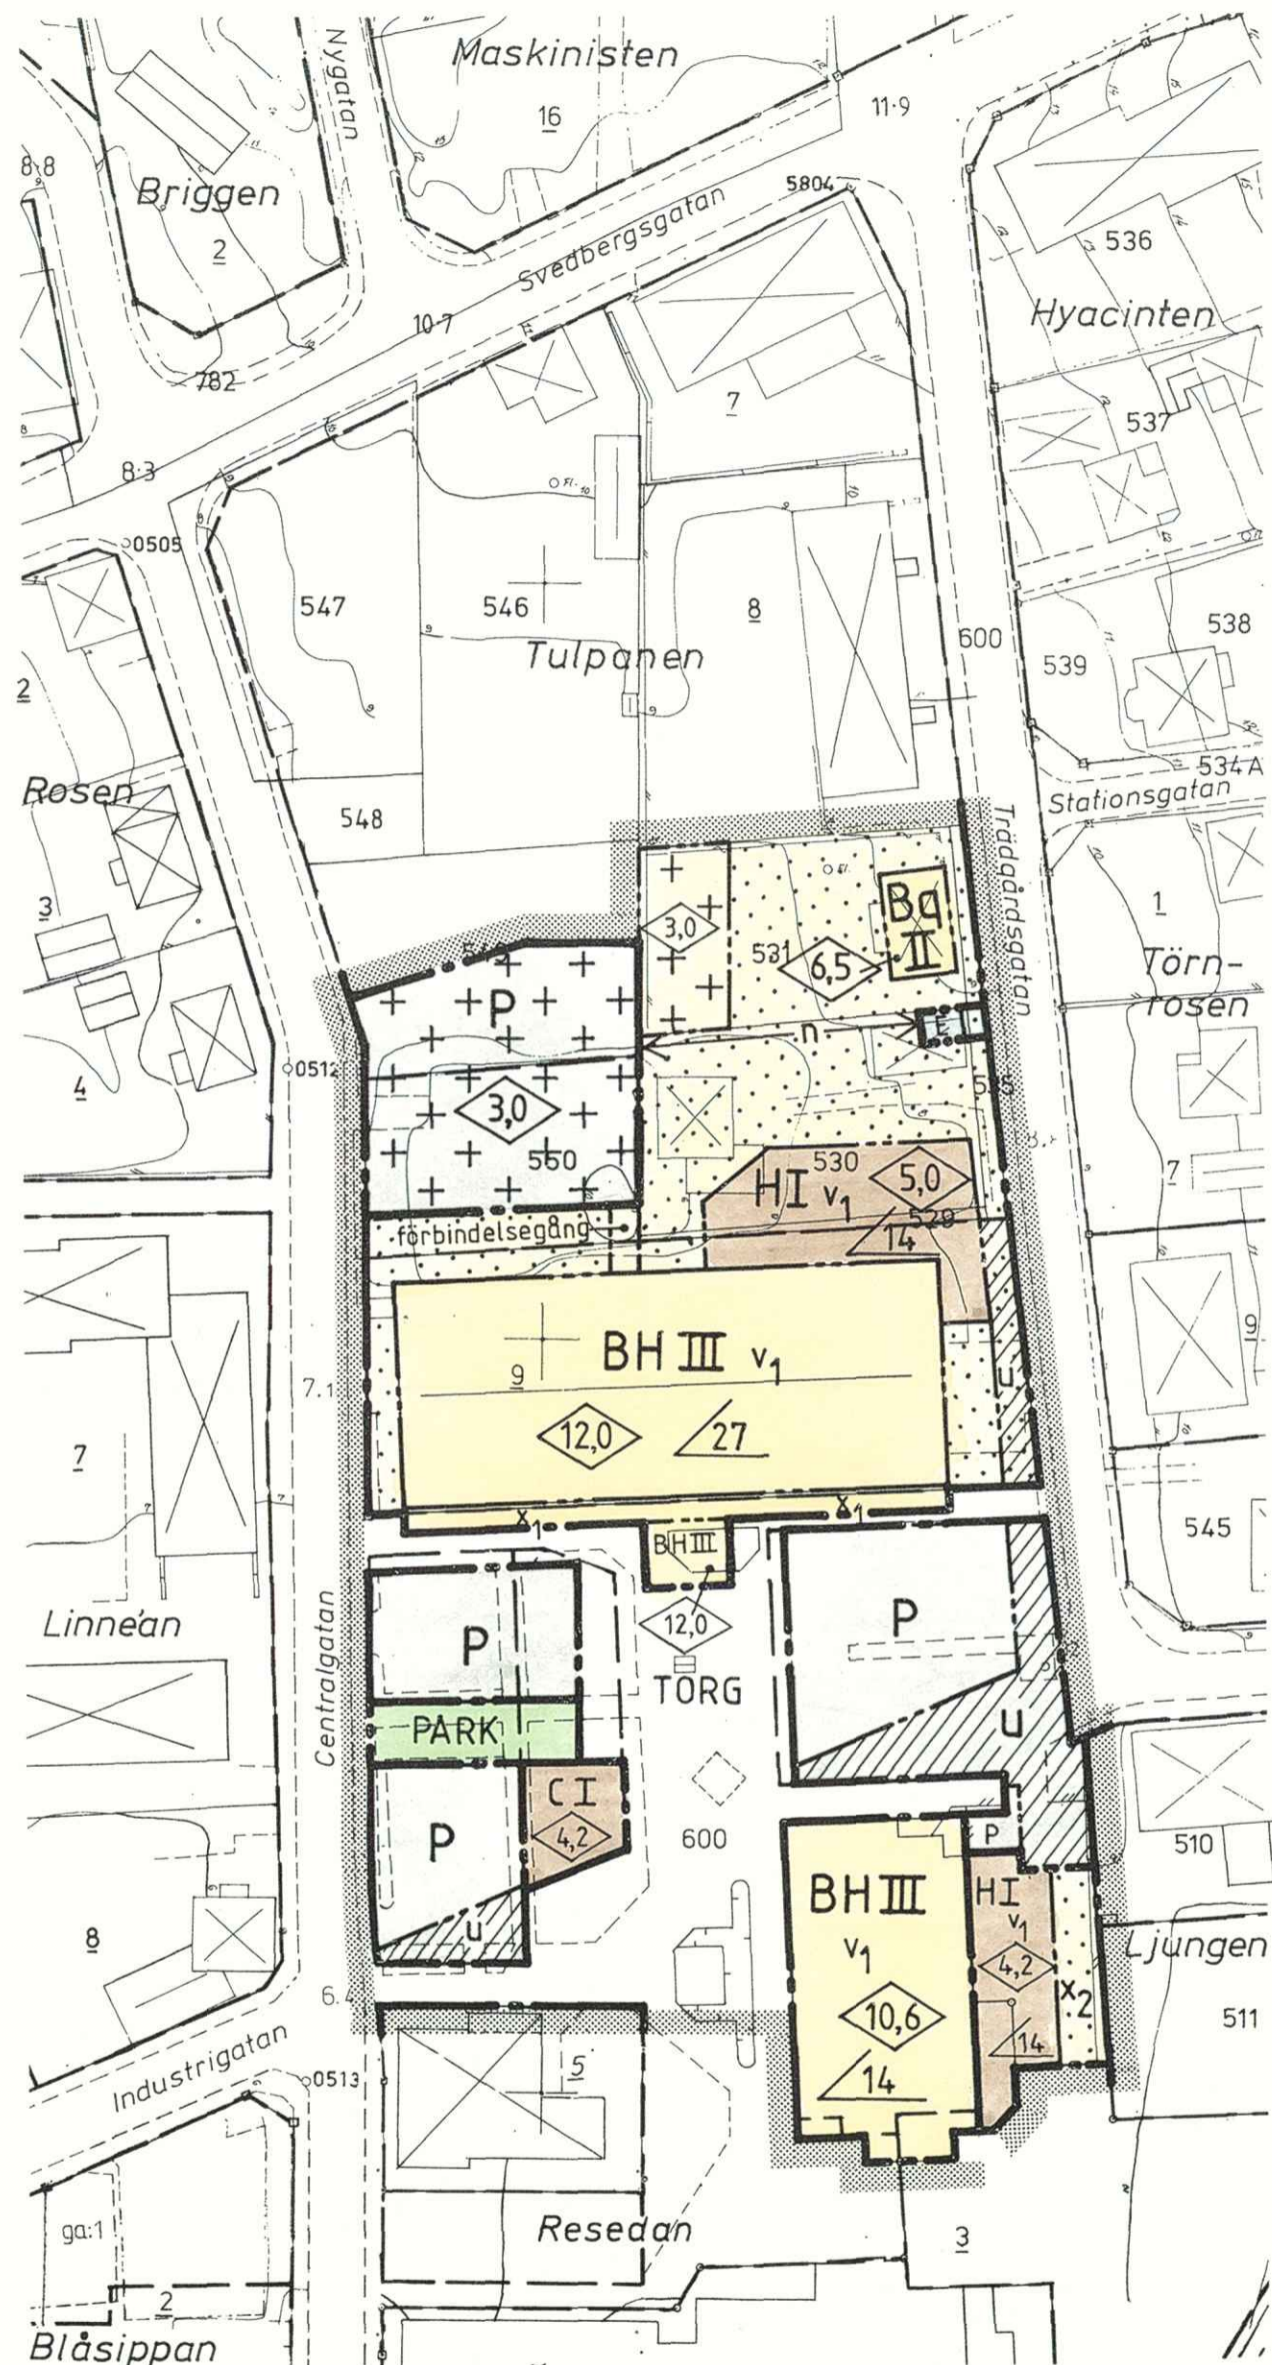 Maskinisten
Nygatan
16
11·9
8·8
Briggen
2
Svedbergsgatan
5804
536
Hyacinten
10·7
782
7
537
8·3
0505
547
546
8
600
538
539
Tulpanen
2
534A
Stationsgatan
Rosen
548
Trädgårdsgatan
3
1
Bq
II
3,0
531
6,5
Törn-
rosen
P
E
n
0512
4
3,0
550
530
HI v1
5,0
7
529
14
förbindelsegång
BH III v1
9
9
u
7.1
12,0
27
7
x1
x1
BH III
545
P
12,0
P
Linnéan
TORG
Centralgatan
PARK
u
C I
4,2
P
600
P
510
BH III
v1
HI
v1
8
u
Ljungen
4,2
x2
10,6
511
14
14
Industrigatan
0513
5
ga:1
Resedan
3
2
Blåsippan